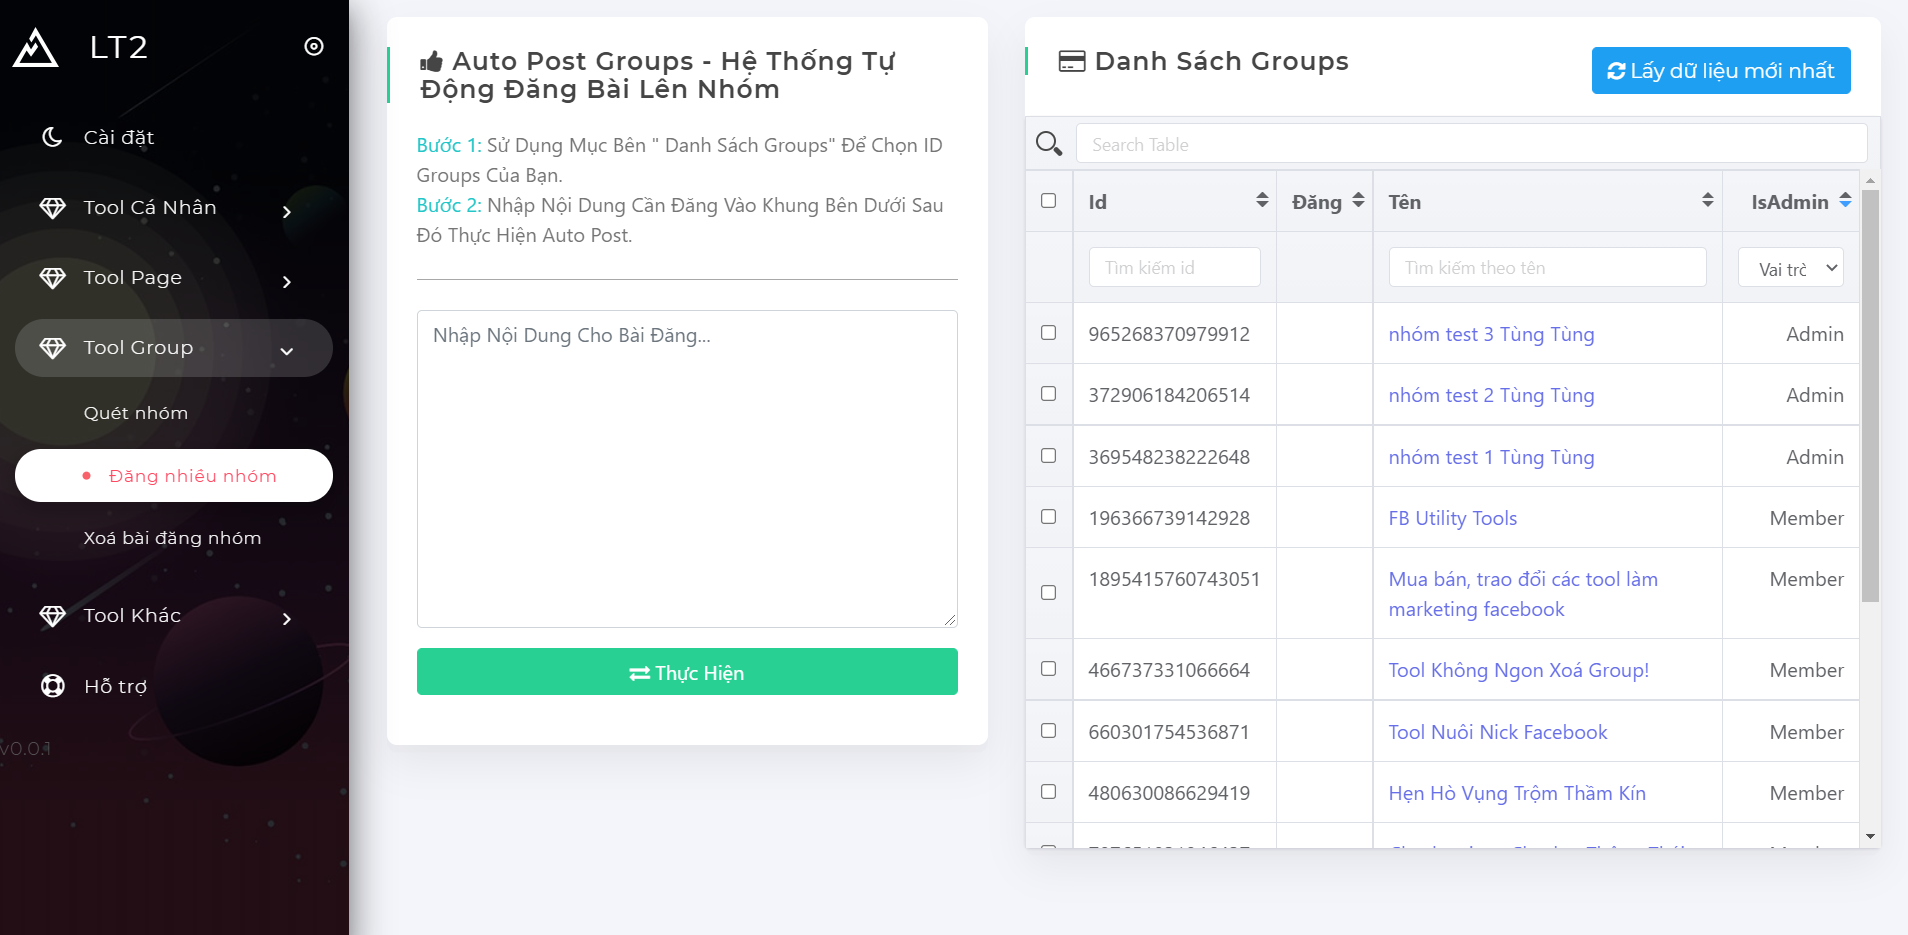 LT2
Cài đặt
Tool Cá Nhân
Tool Page
Tool Group
Quét nhóm
Đăng nhiều nhóm
Xoá bài đăng nhóm
Tool Khác
Hỗ trợ
v0.0.1
Auto Post Groups - Hệ Thống Tự
Động Đăng Bài Lên Nhóm
Bước 1: Sử Dụng Mục Bên " Danh Sách Groups" Để Chọn ID
Groups Của Bạn.
Bước 2: Nhập Nội Dung Cần Đăng Vào Khung Bên Dưới Sau
Đó Thực Hiện Auto Post.
Nhập Nội Dung Cho Bài Đăng...
Thực Hiện
Danh Sách Groups
Lấy dữ liệu mới nhất
Search Table
Id Đăng Tên IsAdmin
Tìm kiếm id Tìm kiếm theo tên Vai trò
965268370979912 nhóm test 3 Tùng Tùng Admin
372906184206514 nhóm test 2 Tùng Tùng Admin
369548238222648 nhóm test 1 Tùng Tùng Admin
196366739142928 FB Utility Tools Member
1895415760743051 Mua bán, trao đổi các tool làm Member
marketing facebook
466737331066664 Tool Không Ngon Xoá Group! Member
660301754536871 Tool Nuôi Nick Facebook Member
480630086629419 Hẹn Hò Vụng Trộm Thầm Kín Member